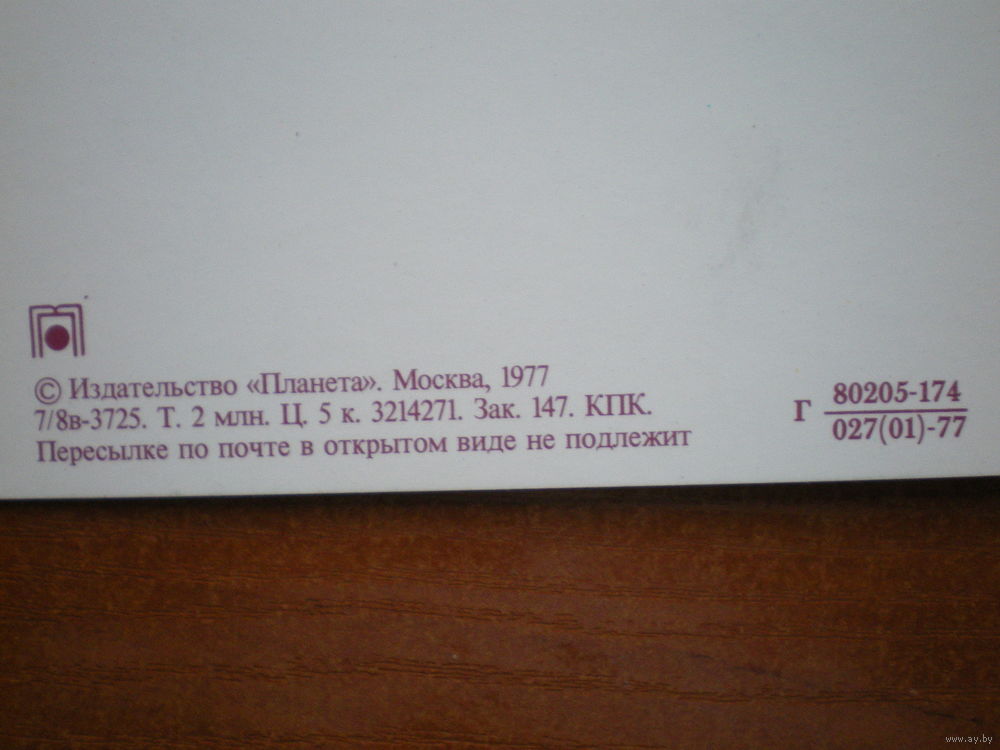 © Издательство «Планета». Москва, 1977
7/8в-3725. Т. 2 млн. Ц. 5 к. 3214271. Зак. 147. КПК.
Пересылке по почте в открытом виде не подлежит
Г 80205-174
027(01)-77
www.ay.by